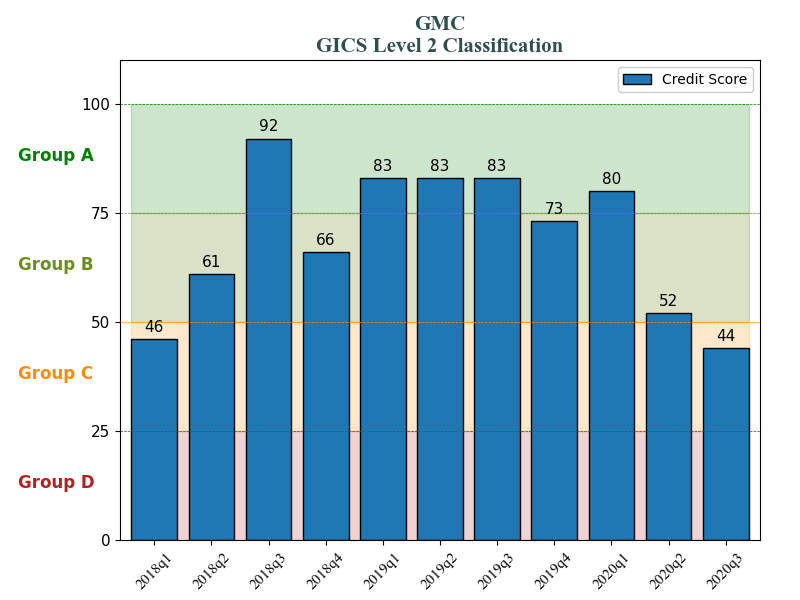 GMC
GICS Level 2 Classification
Credit Score
100
75
50
25
0
Group A
Group B
Group C
Group D
46
61
92
66
83
83
83
73
80
52
44
2018q1
2018q2
2018q3
2018q4
2019q1
2019q2
2019q3
2019q4
2020q1
2020q2
2020q3